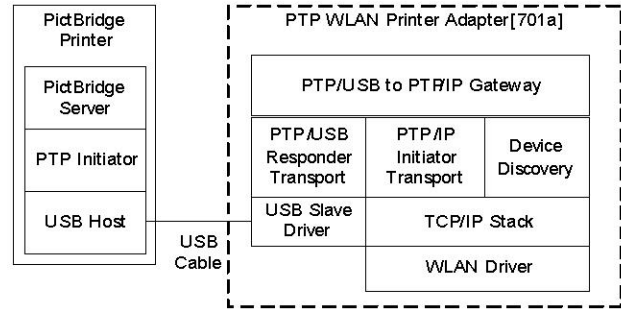 PictBridge
Printer
PictBridge
Server
PTP Initiator
USB Host
USB
Cable
PTP WLAN Printer Adapter[701a]
PTP/USB to PTP/IP Gateway
PTP/USB
Responder
Transport
PTP/IP
Initiator
Transport
Device
Discovery
USB Slave
Driver
TCP/IP Stack
WLAN Driver